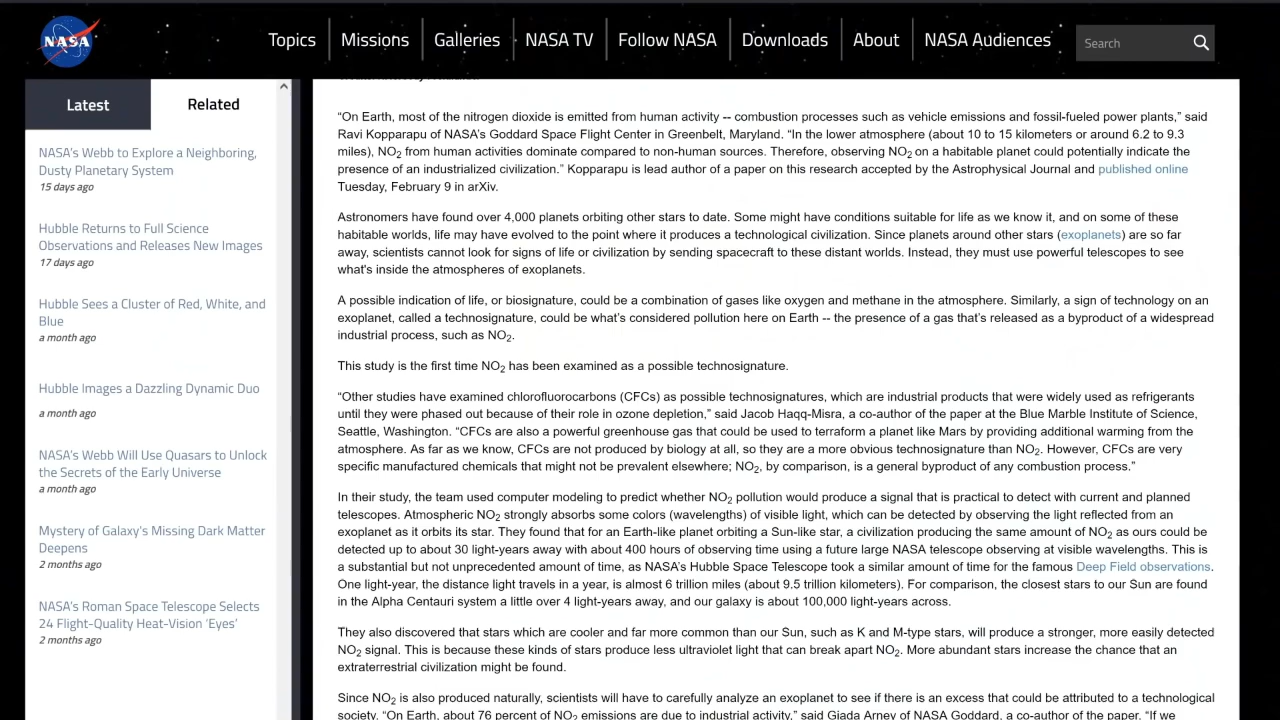 NASA
Topics
Missions
Galleries
NASA TV
Follow NASA
Downloads
About
NASA Audiences
Search
Latest
Related
NASA's Webb to Explore a Neighboring,
Dusty Planetary System
15 days ago
Hubble Returns to Full Science
Observations and Releases New Images
17 days ago
Hubble Sees a Cluster of Red, White, and
Blue
a month ago
Hubble Images a Dazzling Dynamic Duo
a month ago
NASA's Webb Will Use Quasars to Unlock
the Secrets of the Early Universe
a month ago
Mystery of Galaxy's Missing Dark Matter
Deepens
2 months ago
NASA's Roman Space Telescope Selects
24 Flight-Quality Heat-Vision ‘Eyes’
2 months ago
“On Earth, most of the nitrogen dioxide is emitted from human activity -- combustion processes such as vehicle emissions and fossil-fueled power plants,” said
Ravi Kopparapu of NASA's Goddard Space Flight Center in Greenbelt, Maryland. “In the lower atmosphere (about 10 to 15 kilometers or around 6.2 to 9.3
miles), NO2 from human activities dominate compared to non-human sources. Therefore, observing NO2 on a habitable planet could potentially indicate the
presence of an industrialized civilization.” Kopparapu is lead author of a paper on this research accepted by the Astrophysical Journal and published online
Tuesday, February 9 in arXiv.
Astronomers have found over 4,000 planets orbiting other stars to date. Some might have conditions suitable for life as we know it, and on some of these
habitable worlds, life may have evolved to the point where it produces a technological civilization. Since planets around other stars (exoplanets) are so far
away, scientists cannot look for signs of life or civilization by sending spacecraft to these distant worlds. Instead, they must use powerful telescopes to see
what's inside the atmospheres of exoplanets.
A possible indication of life, or biosignature, could be a combination of gases like oxygen and methane in the atmosphere. Similarly, a sign of technology on an
exoplanet, called a technosignature, could be what's considered pollution here on Earth -- the presence of a gas that's released as a byproduct of a widespread
industrial process, such as NO2.
This study is the first time NO2 has been examined as a possible technosignature.
“Other studies have examined chlorofluorocarbons (CFCs) as possible technosignatures, which are industrial products that were widely used as refrigerants
until they were phased out because of their role in ozone depletion,” said Jacob Haqq-Misra, a co-author of the paper at the Blue Marble Institute of Science,
Seattle, Washington. “CFCs are also a powerful greenhouse gas that could be used to terraform a planet like Mars by providing additional warming from the
atmosphere. As far as we know, CFCs are not produced by biology at all, so they are a more obvious technosignature than NO2. However, CFCs are very
specific manufactured chemicals that might not be prevalent elsewhere; NO2, by comparison, is a general byproduct of any combustion process.”
In their study, the team used computer modeling to predict whether NO2 pollution would produce a signal that is practical to detect with current and planned
telescopes. Atmospheric NO2 strongly absorbs some colors (wavelengths) of visible light, which can be detected by observing the light reflected from an
exoplanet as it orbits its star. They found that for an Earth-like planet orbiting a Sun-like star, a civilization producing the same amount of NO2 as ours could be
detected up to about 30 light-years away with about 400 hours of observing time using a future large NASA telescope observing at visible wavelengths. This is
a substantial but not unprecedented amount of time, as NASA's Hubble Space Telescope took a similar amount of time for the famous Deep Field observations.
One light-year, the distance light travels in a year, is almost 6 trillion miles (about 9.5 trillion kilometers). For comparison, the closest stars to our Sun are found
in the Alpha Centauri system a little over 4 light-years away, and our galaxy is about 100,000 light-years across.
They also discovered that stars which are cooler and far more common than our Sun, such as K and M-type stars, will produce a stronger, more easily detected
NO2 signal. This is because these kinds of stars produce less ultraviolet light that can break apart NO2. More abundant stars increase the chance that an
extraterrestrial civilization might be found.
Since NO2 is also produced naturally, scientists will have to carefully analyze an exoplanet to see if there is an excess that could be attributed to a technological
society. “On Earth, about 76 percent of NO2 emissions are due to industrial activity,” said Giada Arney of NASA Goddard, a co-author of the paper. “If we